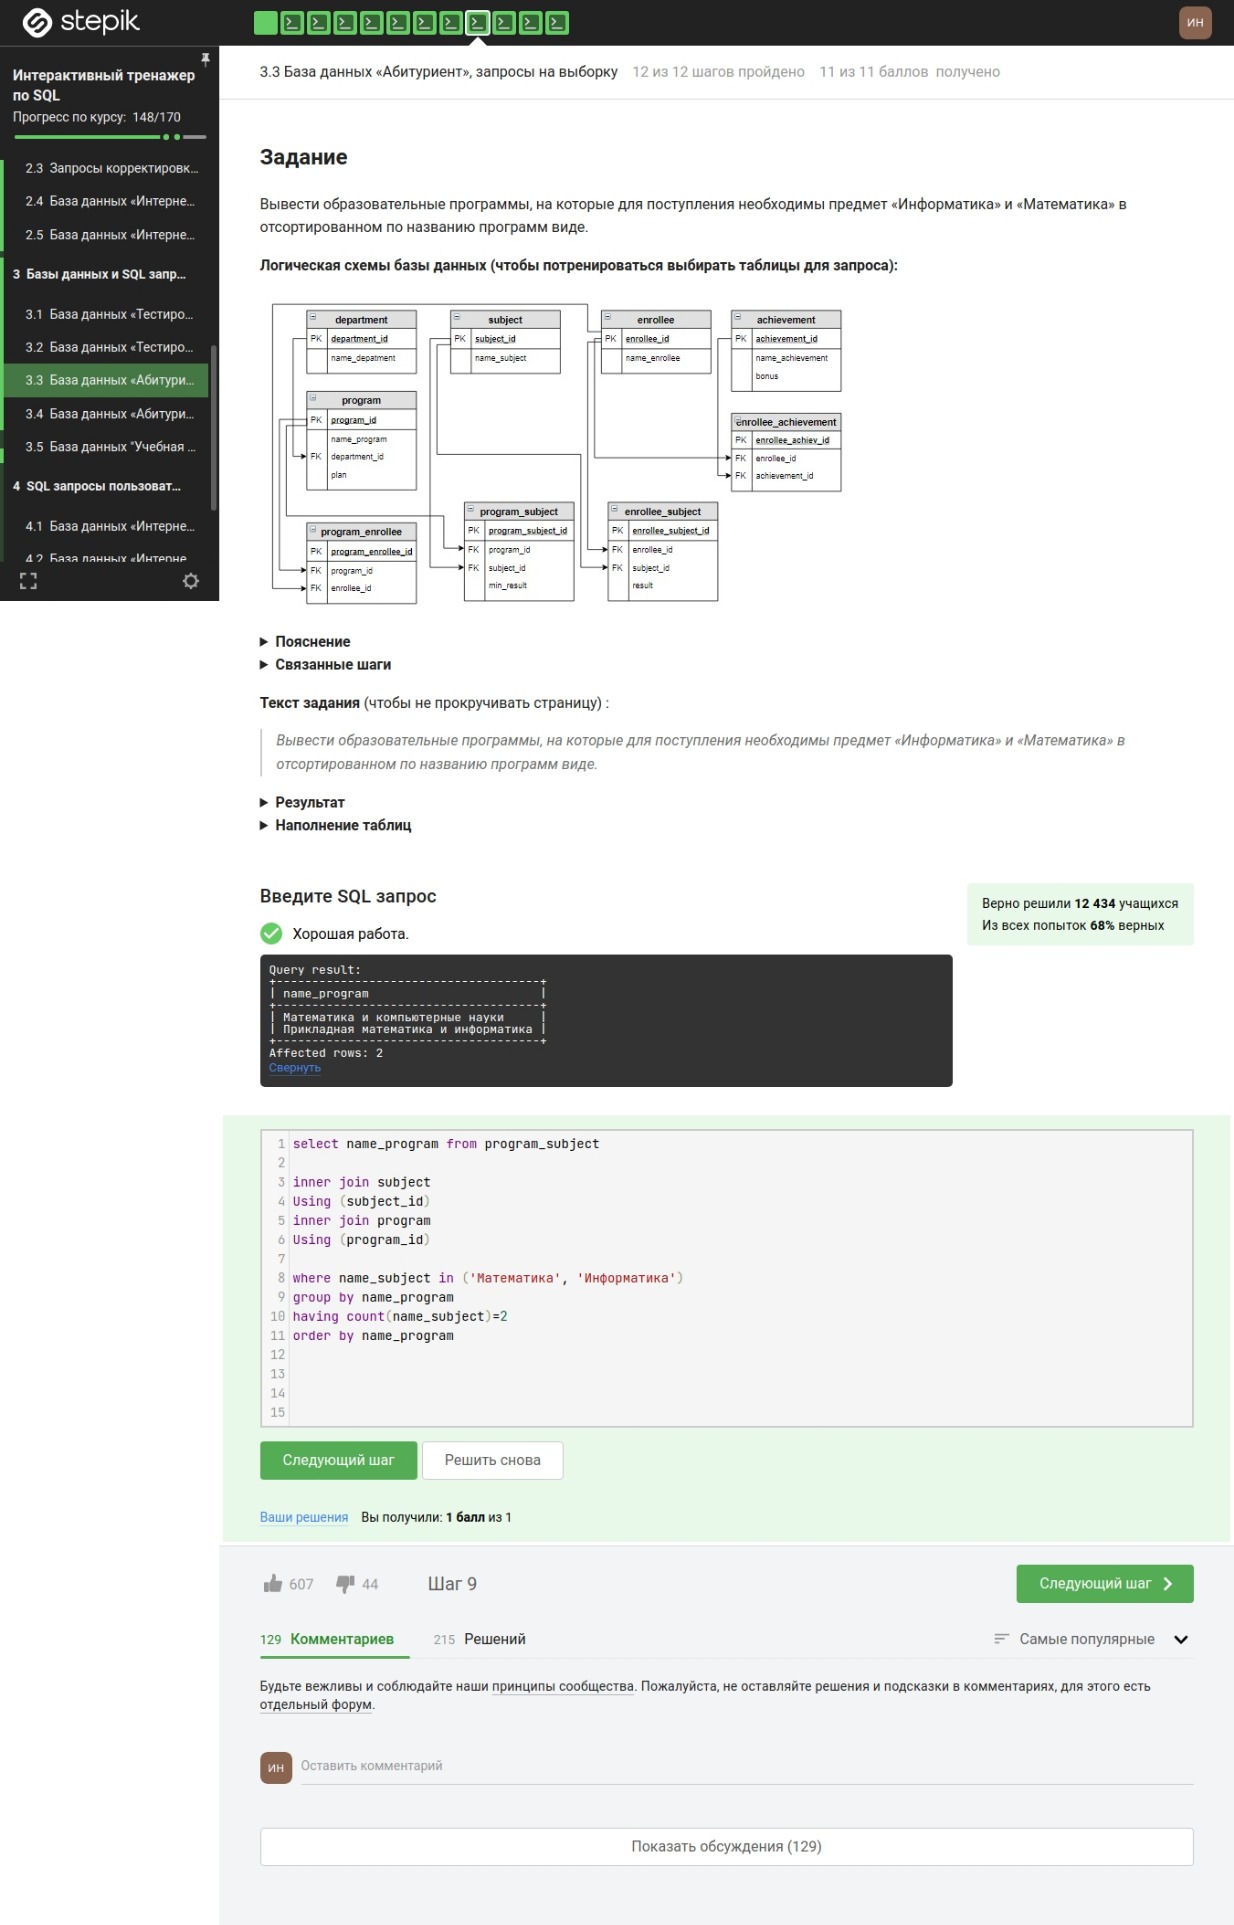 stepik
ИН
Интерактивный тренажер
по SQL
Прогресс по курсу: 148/170
2.3 Запросы корректировк...
2.4 База данных «Интерне...
2.5 База данных «Интерне...
3 Базы данных и SQL запр...
3.1 База данных «Тестиро...
3.2 База данных «Тестиро...
3.3 База данных «Абитури...
3.4 База данных «Абитури...
3.5 База данных "Учебная ...
4 SQL запросы пользоват...
4.1 База данных «Интерне...
4.2 База данных «Интерне
3.3 База данных «Абитуриент», запросы на выборку 12 из 12 шагов пройдено 11 из 11 баллов получено
Задание
Вывести образовательные программы, на которые для поступления необходимы предмет «Информатика» и «Математика» в
отсортированном по названию программ виде.
Логическая схемы базы данных (чтобы потренироваться выбирать таблицы для запроса):
department
PK department_id
name_depatment
subject
PK subject_id
name_subject
enrollee
PK enrollee_id
name_enrollee
achievement
PK achievement_id
name_achievement
bonus
program
PK program_id
name_program
FK department_id
plan
enrollee_achievement
PK enrollee_achiev_id
FK enrollee_id
FK achievement_id
program_enrollee
PK program_enrollee_id
FK program_id
FK enrollee_id
program_subject
PK program_subject_id
FK program_id
FK subject_id
min_result
enrollee_subject
PK enrollee_subject_id
FK enrollee_id
FK subject_id
result
Пояснение
Связанные шаги
Текст задания (чтобы не прокручивать страницу) :
Вывести образовательные программы, на которые для поступления необходимы предмет «Информатика» и «Математика» в
отсортированном по названию программ виде.
Результат
Наполнение таблиц
Введите SQL запрос
Верно решили 12 434 учащихся
Из всех попыток 68% верных
Хорошая работа.
Query result:
+-------------------------------------+
| name_program                        |
+-------------------------------------+
| Математика и компьютерные науки     |
| Прикладная математика и информатика |
+-------------------------------------+
Affected rows: 2
Свернуть
1 select name_program from program_subject
2
3 inner join subject
4 Using (subject_id)
5 inner join program
6 Using (program_id)
7
8 where name_subject in ('Математика', 'Информатика')
9 group by name_program
10 having count(name_subject)=2
11 order by name_program
12
13
14
15
Следующий шаг Решить снова
Ваши решения Вы получили: 1 балл из 1
607 44 Шаг 9 Следующий шаг
129 Комментариев 215 Решений Самые популярные
Будьте вежливы и соблюдайте наши принципы сообщества. Пожалуйста, не оставляйте решения и подсказки в комментариях, для этого есть
отдельный форум.
ИН Оставить комментарий
Показать обсуждения (129)